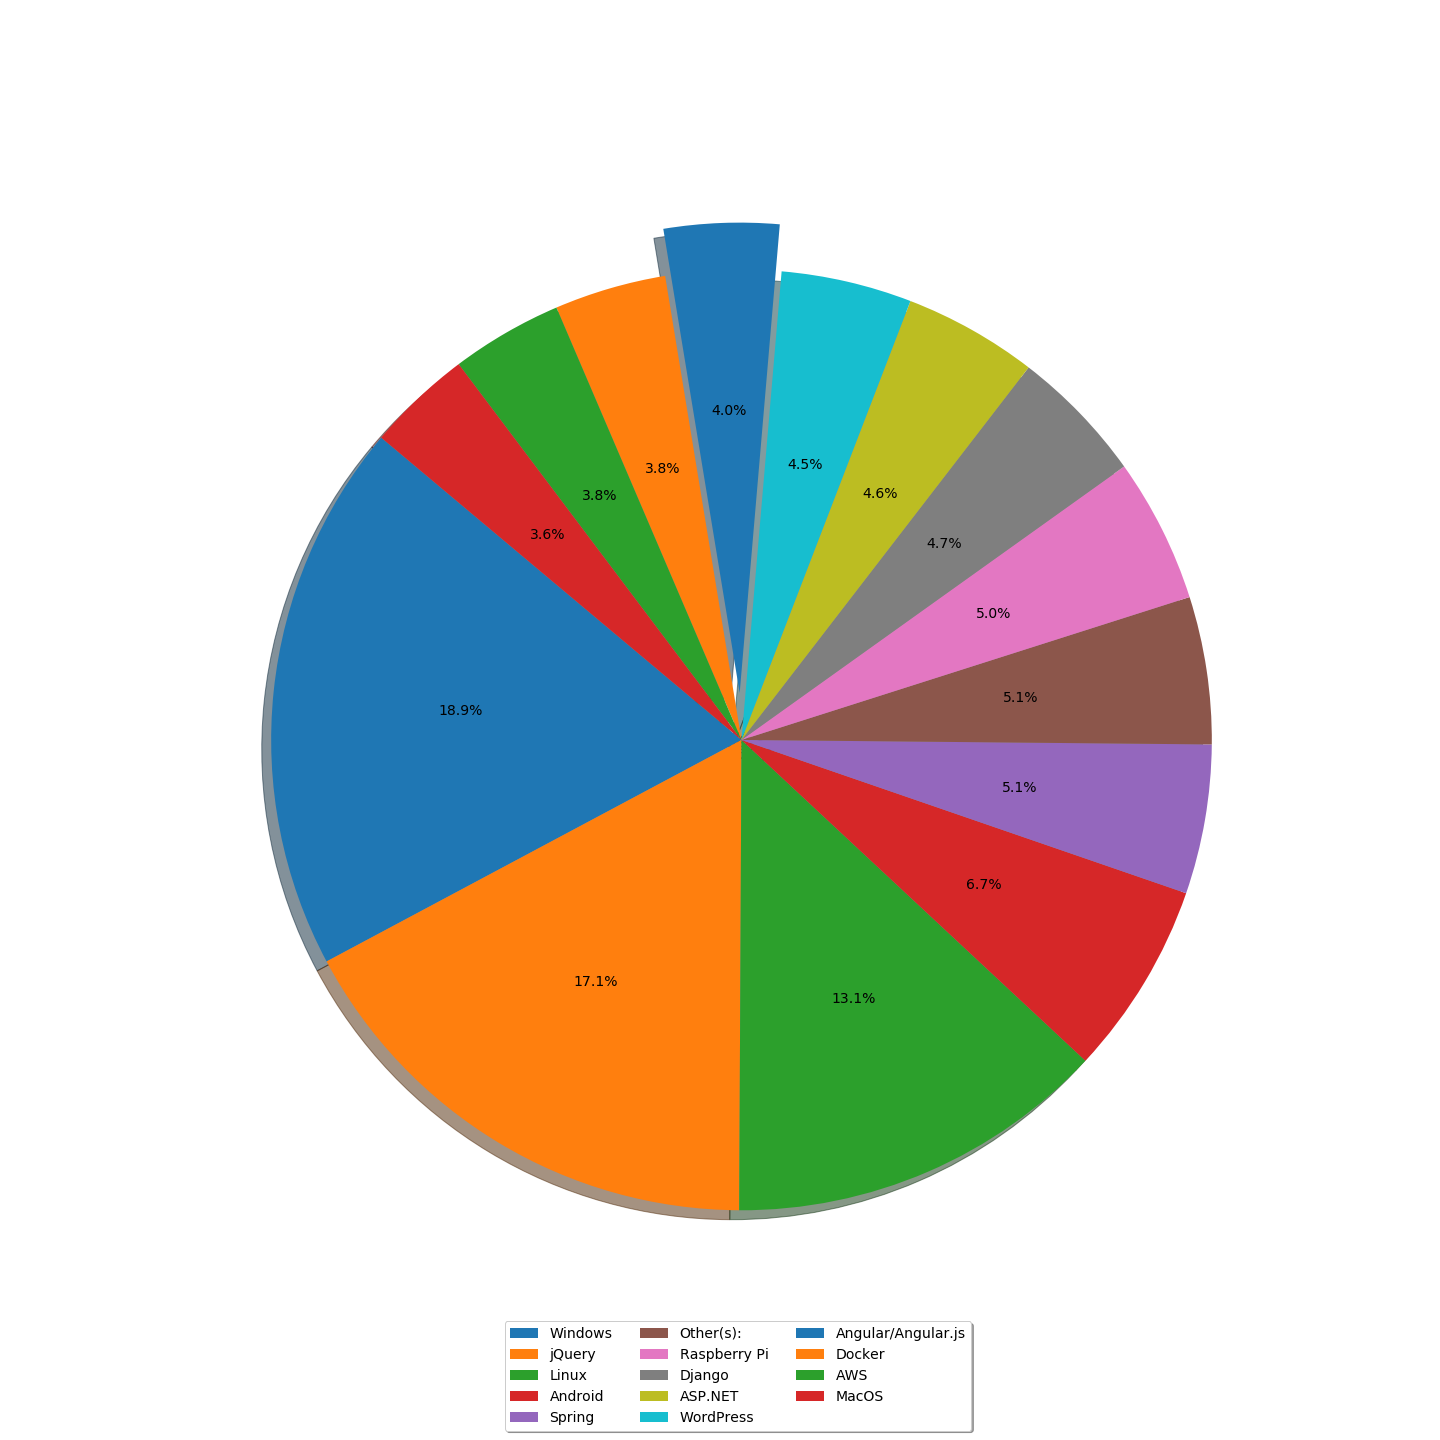 4.0%
4.5%
3.8%
4.6%
3.8%
3.6%
4.7%
5.0%
5.1%
18.9%
5.1%
6.7%
17.1%
13.1%
Windows
jQuery
Linux
Android
Spring
Other(s):
Raspberry Pi
Django
ASP.NET
WordPress
Angular/Angular.js
Docker
AWS
MacOS